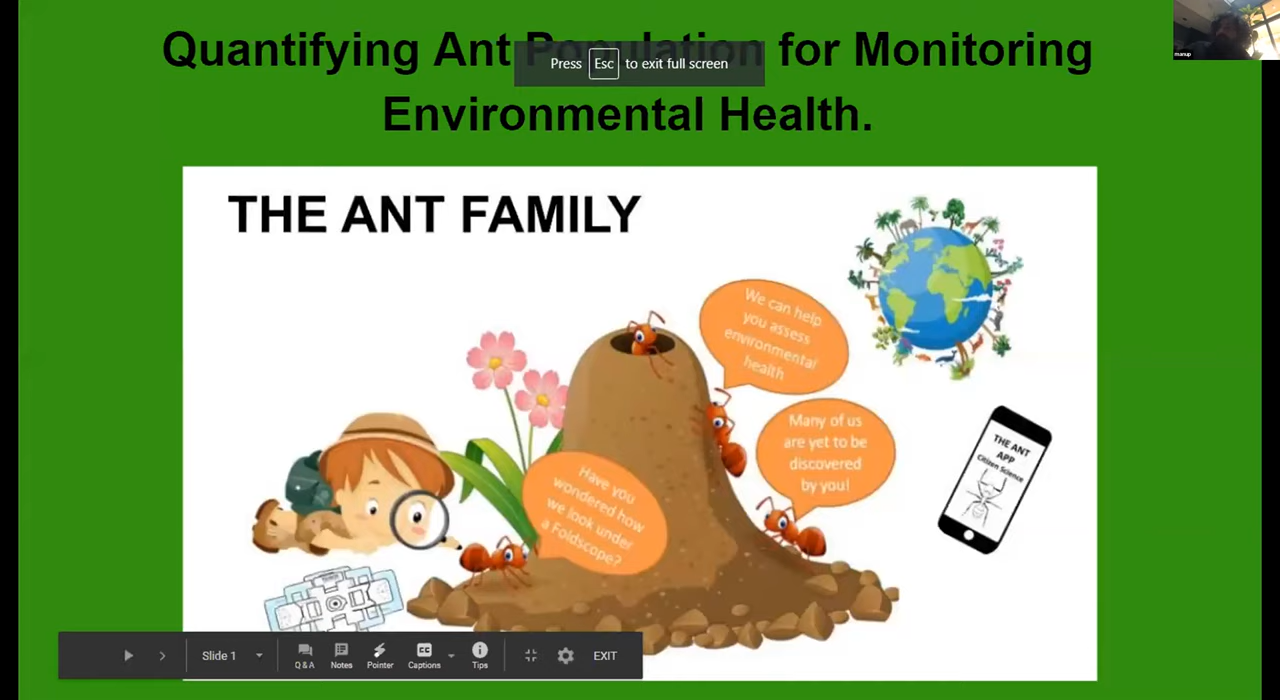 Quantifying Ant Population for Monitoring
Environmental Health.
Press Esc to exit full screen
manup
THE ANT FAMILY
We can help
you assess
environmental
health
Many of us
are yet to be
discovered
by you!
THE ANT
APP
Citizen Science
Have you
wondered how
we look under
a Foldscope?
Slide 1
Q & A
Notes
Pointer
Captions
Tips
EXIT